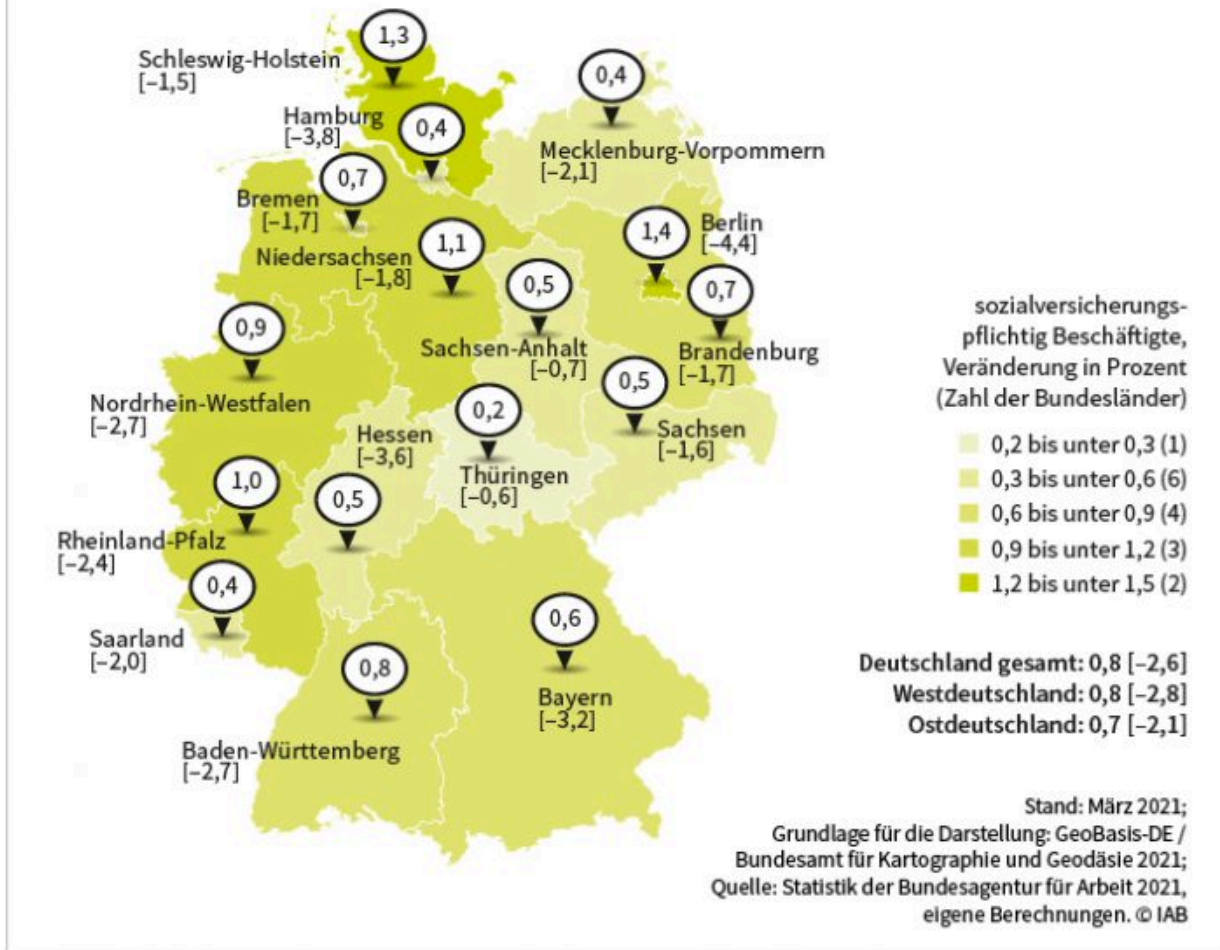 1,3
Schleswig-Holstein
[–1,5]
0,4
Hamburg
[–3,8]
0,4
Mecklenburg-Vorpommern
[–2,1]
0,7
Bremen
[–1,7]
1,4
Berlin
[–4,4]
1,1
Niedersachsen
[–1,8]
0,5
Sachsen-Anhalt
[–0,7]
0,7
Brandenburg
[–1,7]
0,9
Nordrhein-Westfalen
[–2,7]
0,5
Sachsen
[–1,6]
0,2
Thüringen
[–0,6]
Hessen
[–3,6]
0,5
1,0
Rheinland-Pfalz
[–2,4]
0,4
Saarland
[–2,0]
0,6
Bayern
[–3,2]
0,8
Baden-Württemberg
[–2,7]
sozialversicherungs-
pflichtig Beschäftigte,
Veränderung in Prozent
(Zahl der Bundesländer)
0,2 bis unter 0,3 (1)
0,3 bis unter 0,6 (6)
0,6 bis unter 0,9 (4)
0,9 bis unter 1,2 (3)
1,2 bis unter 1,5 (2)
Deutschland gesamt: 0,8 [–2,6]
Westdeutschland: 0,8 [–2,8]
Ostdeutschland: 0,7 [–2,1]
Stand: März 2021;
Grundlage für die Darstellung: GeoBasis-DE /
Bundesamt für Kartographie und Geodäsie 2021;
Quelle: Statistik der Bundesagentur für Arbeit 2021,
eigene Berechnungen. © IAB